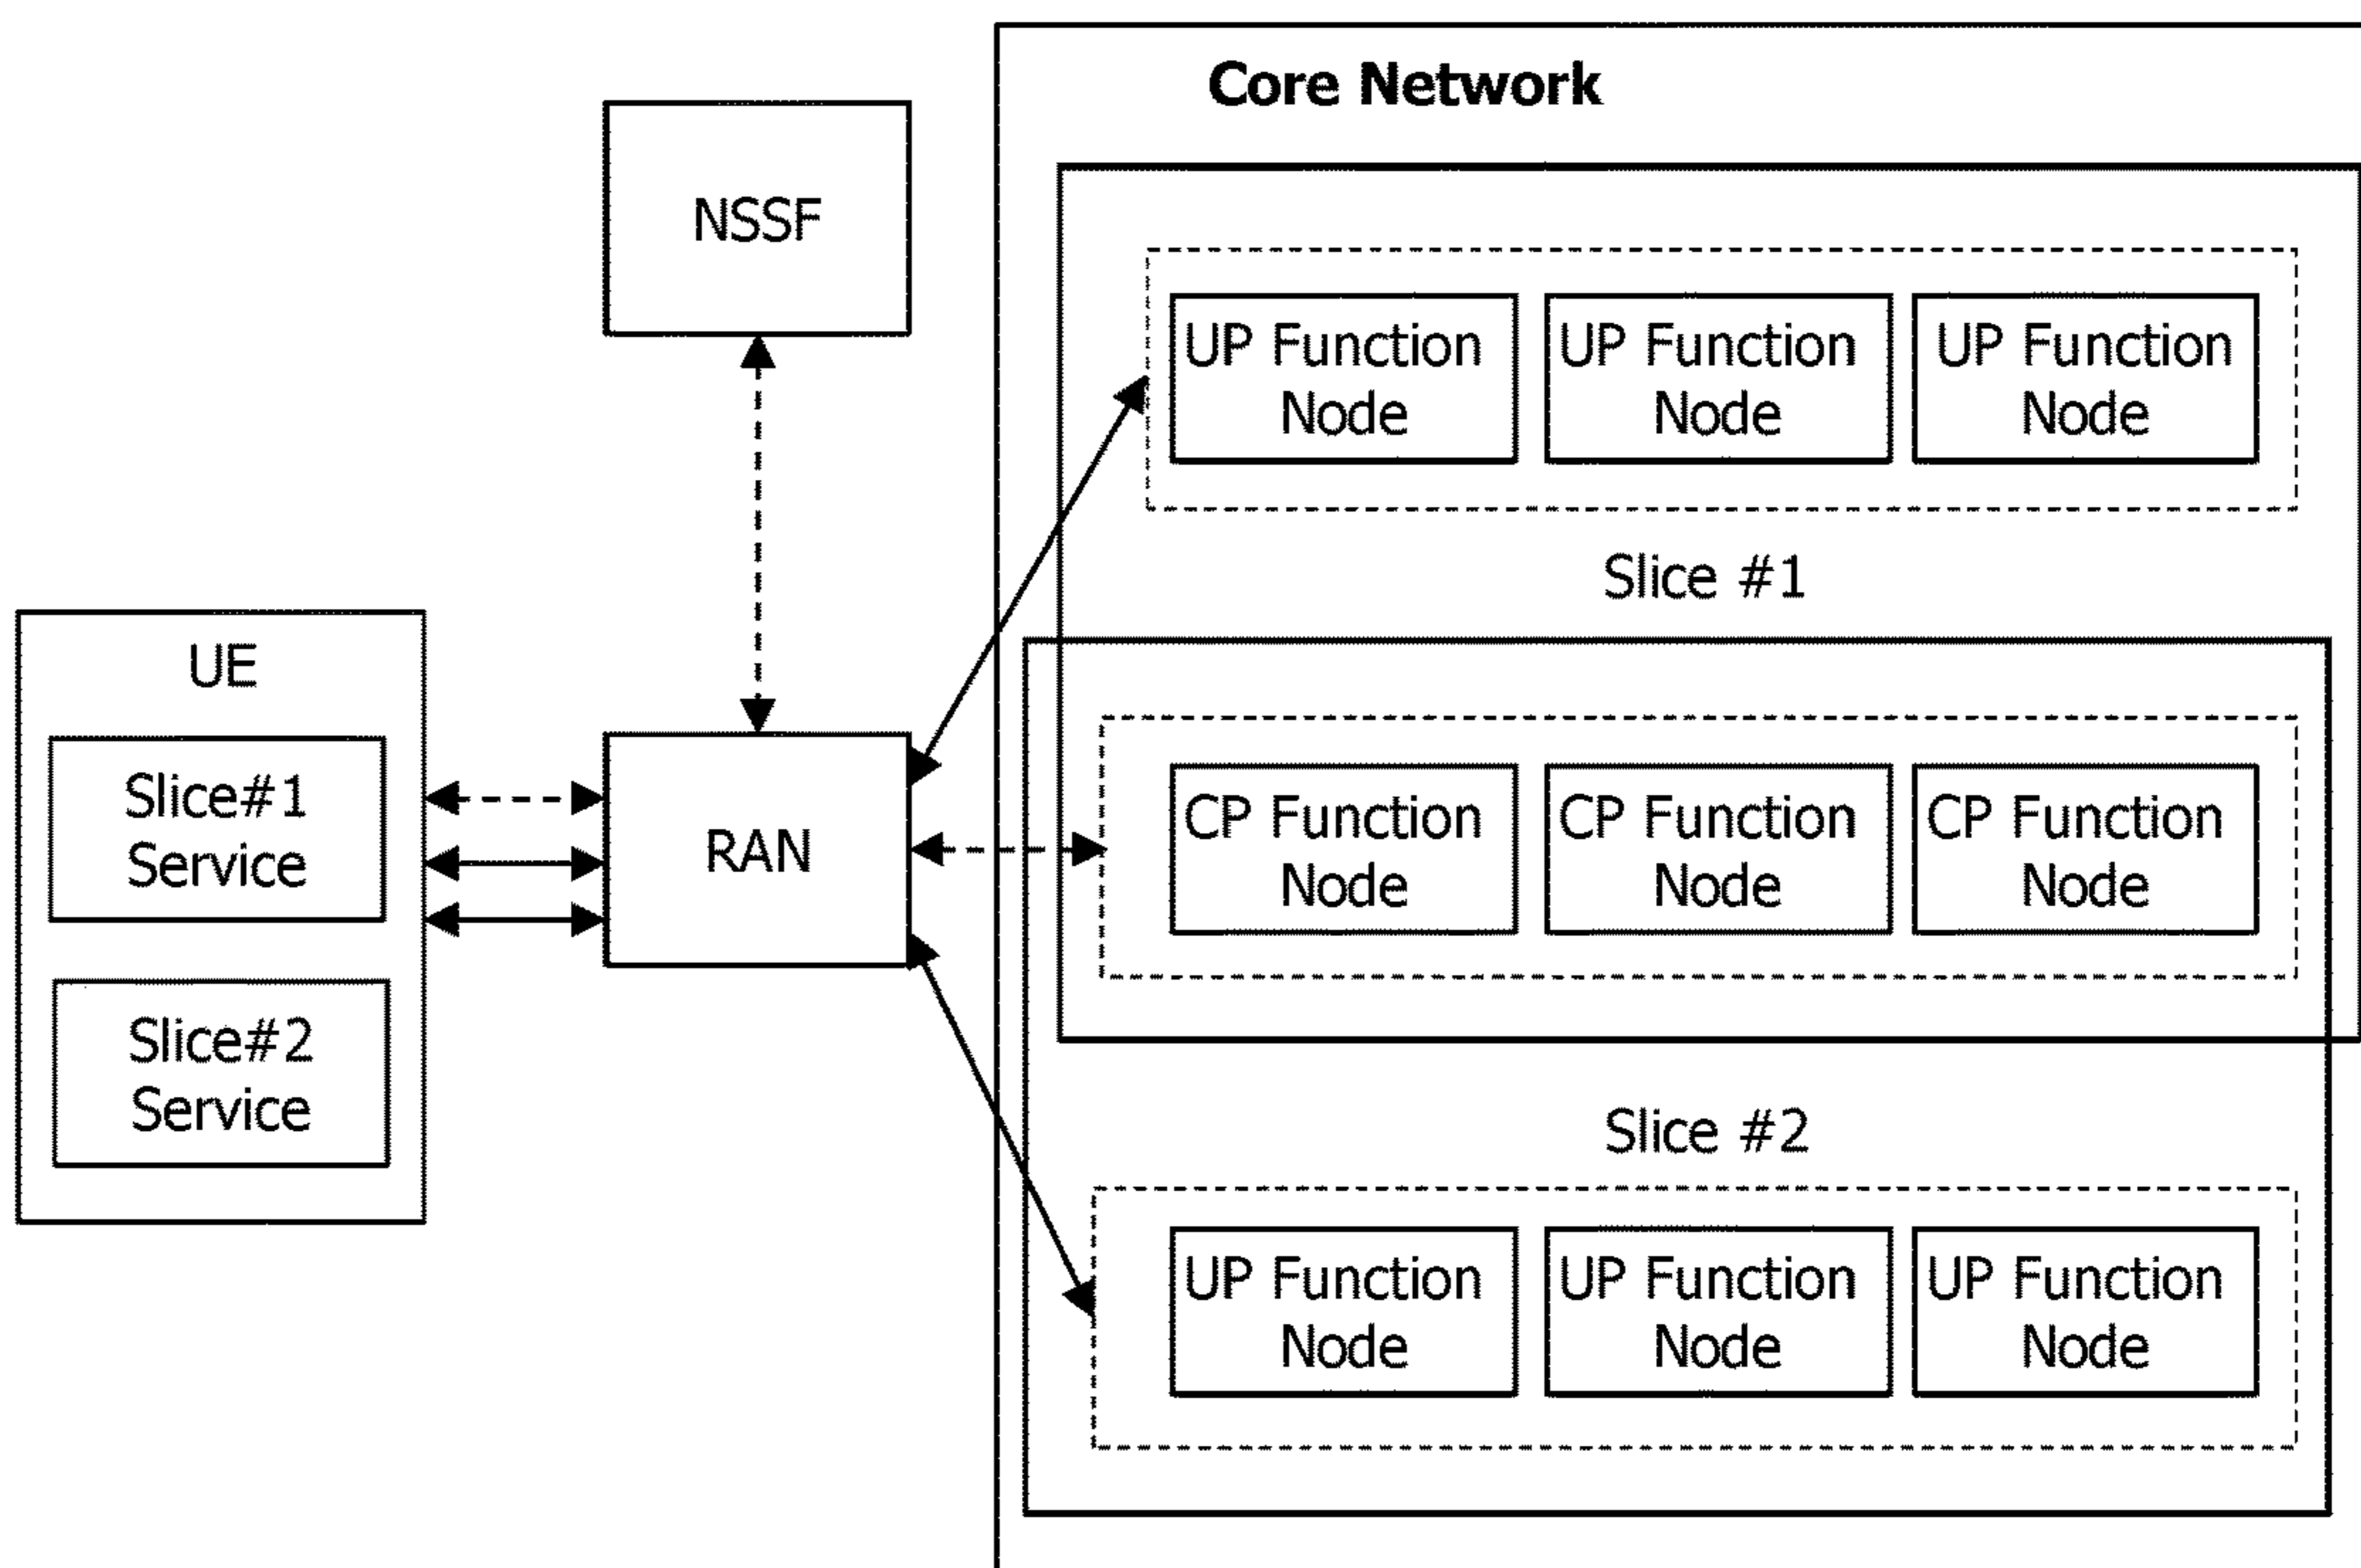 Core Network
NSSF
UP Function
Node
UP Function
Node
UP Function
Node
Slice #1
UE
Slice#1
Service
Slice#2
Service
RAN
CP Function
Node
CP Function
Node
CP Function
Node
Slice #2
UP Function
Node
UP Function
Node
UP Function
Node